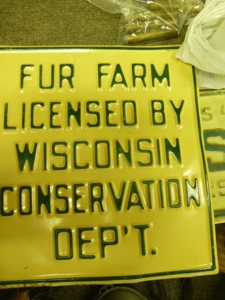 FUR FARM
LICENSED BY
WISCONSIN
CONSERVATION
DEP'T.